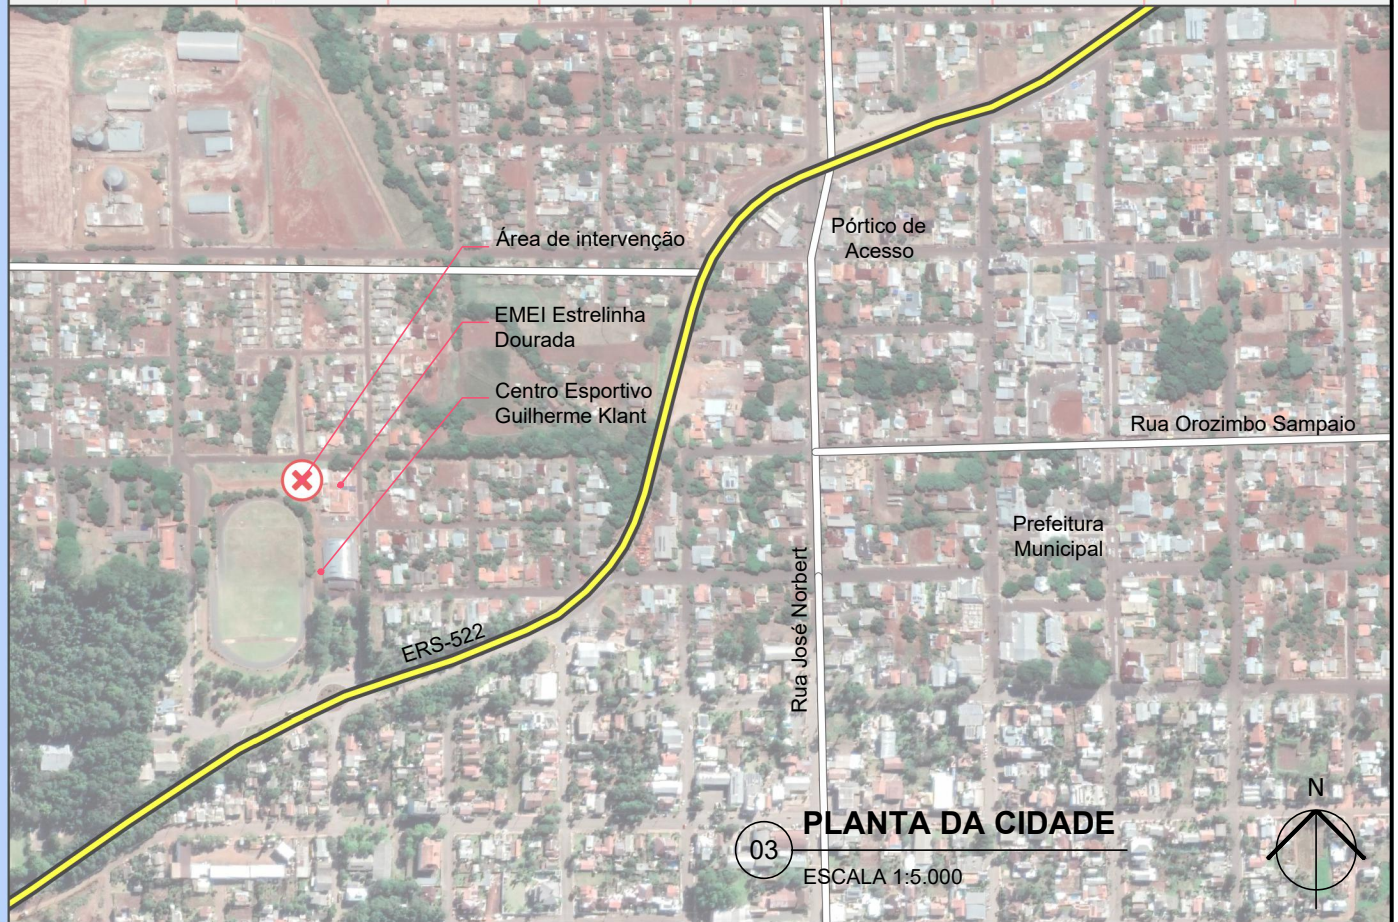 Área de intervenção
Pórtico de
Acesso
EMEI Estrelinha
Dourada
Centro Esportivo
Guilherme Klant
Rua Orozimbo Sampaio
Prefeitura
Municipal
Rua José Norbert
ERS-522
N
03
PLANTA DA CIDADE
ESCALA 1:5.000